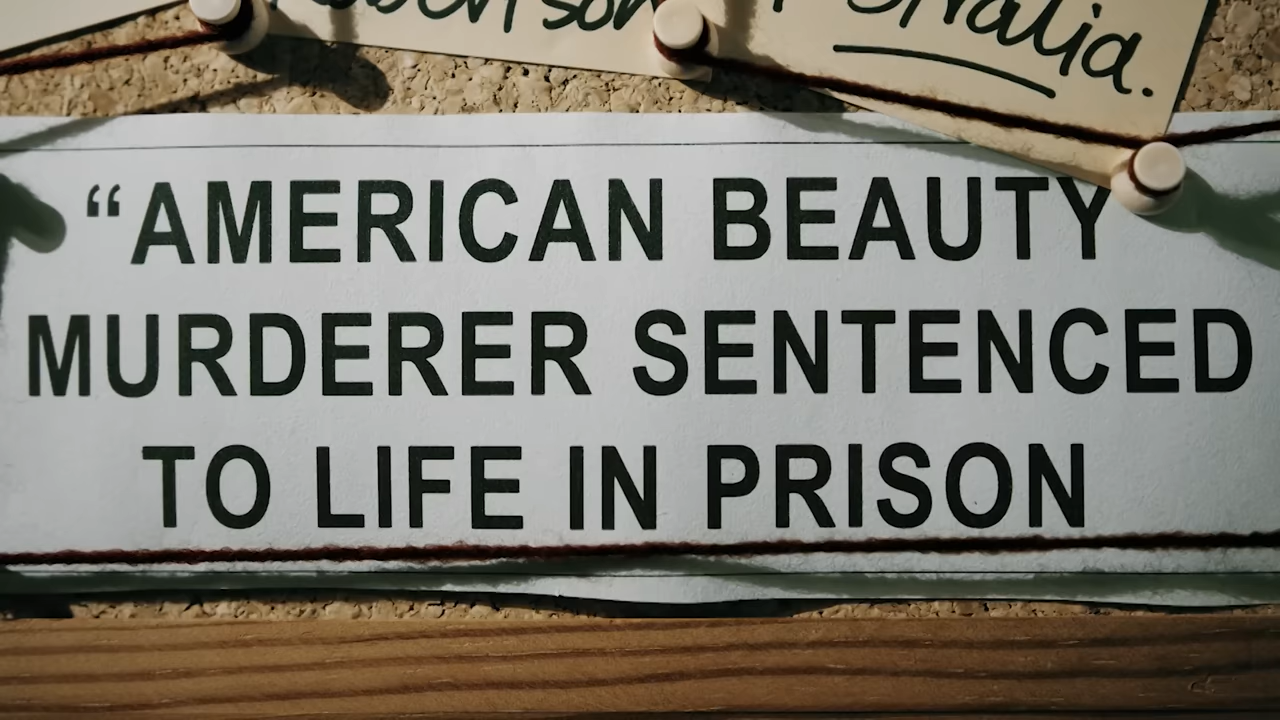 “AMERICAN BEAUTY
MURDERER SENTENCED
TO LIFE IN PRISON